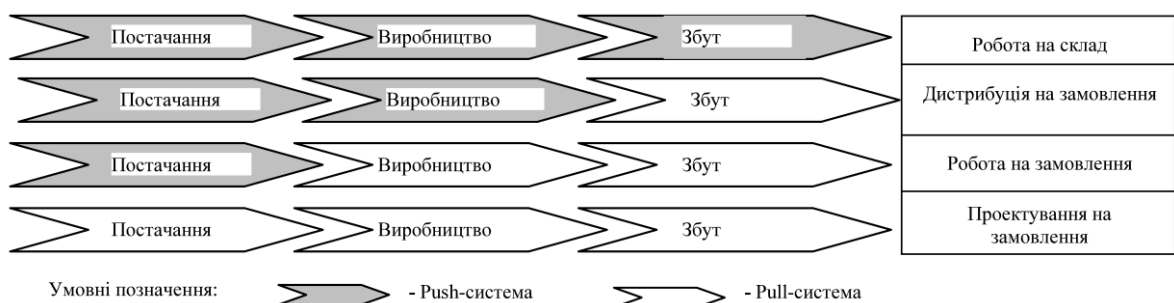 Постачання Виробництво Збут Робота на склад
Постачання Виробництво Збут Дистрибуція на замовлення
Постачання Виробництво Збут Робота на замовлення
Постачання Виробництво Збут Проектування на
замовлення
Умовні позначення: - Push-система - Pull-система